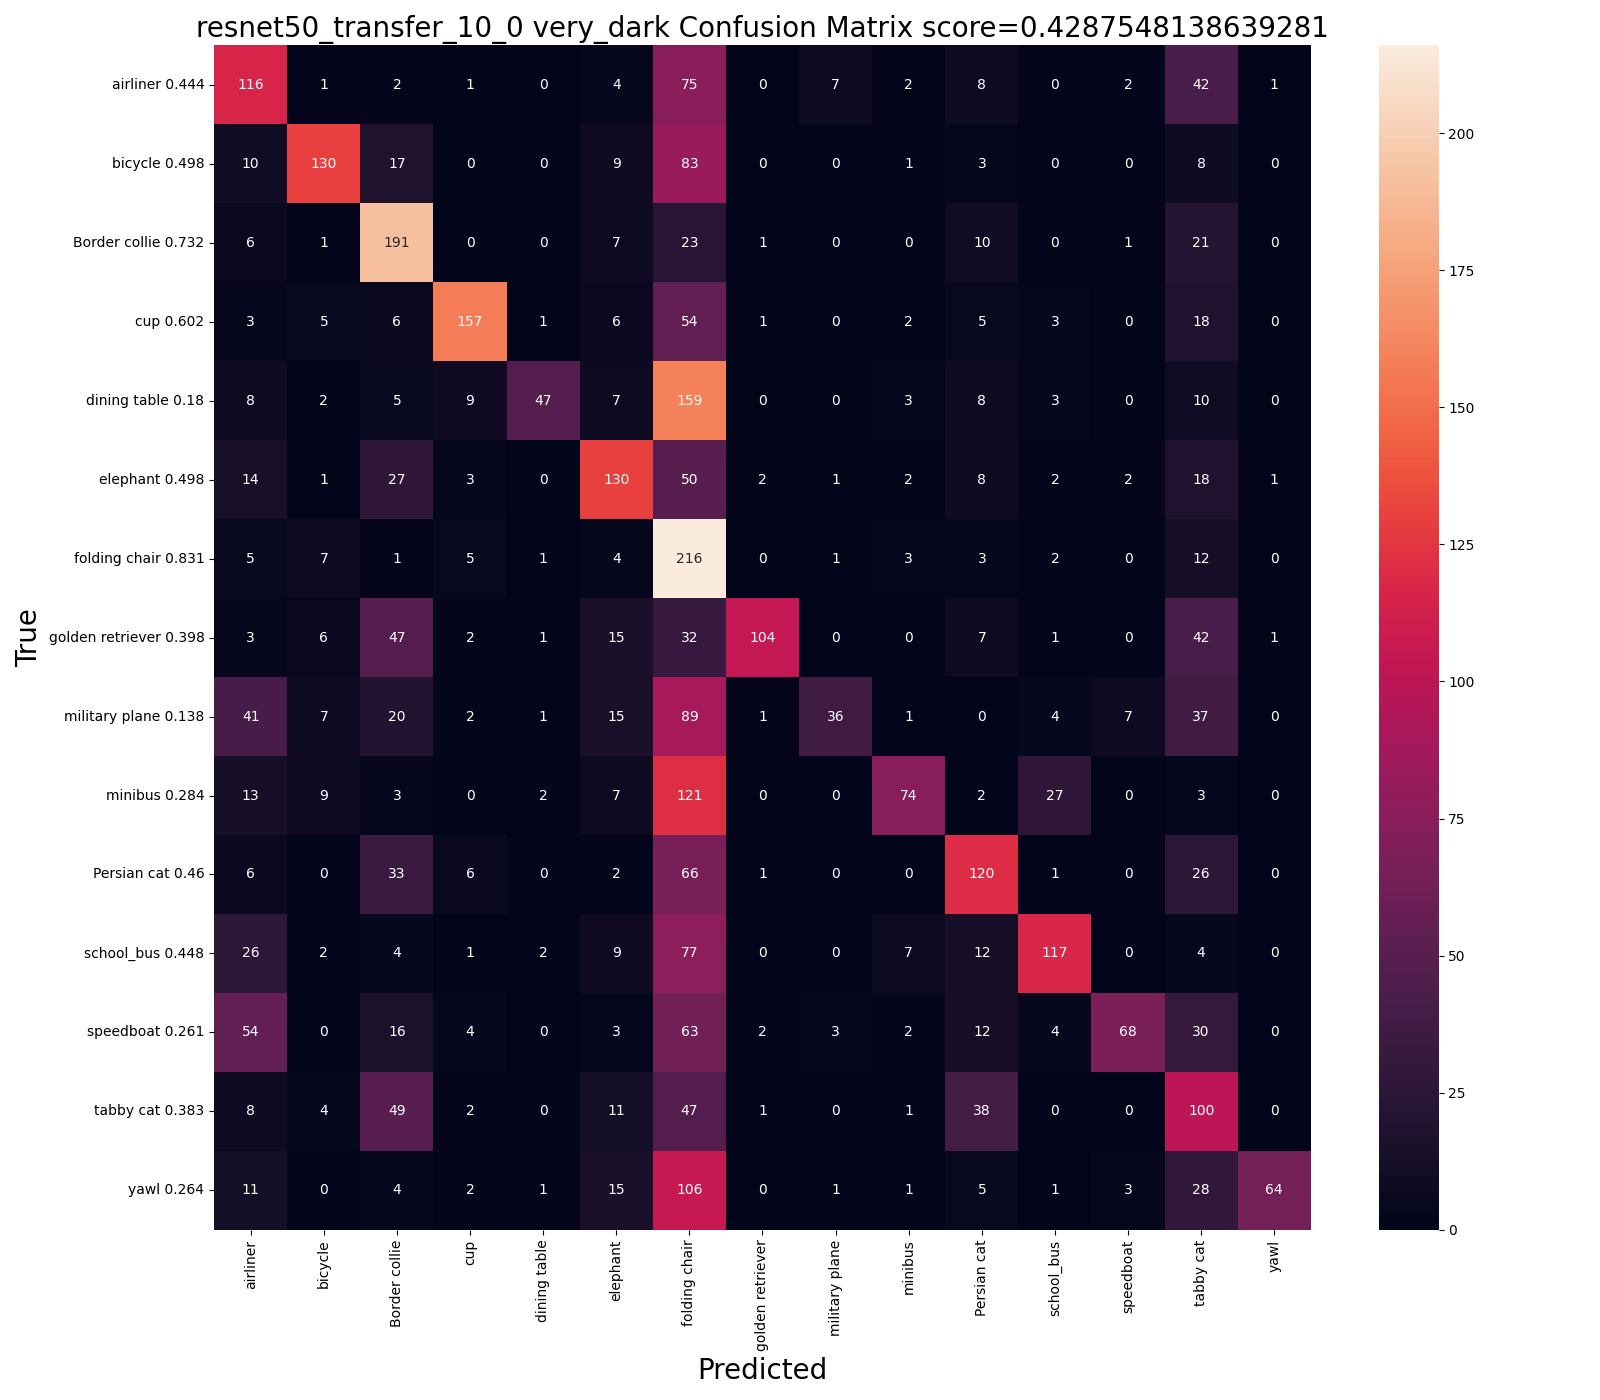 resnet50_transfer_10_0 very_dark Confusion Matrix score=0.4287548138639281
airliner 0.444 116 1 2 1 0 4 75 0 7 2 8 0 2 42 1
bicycle 0.498 10 130 17 0 0 9 83 0 0 1 3 0 0 8 0
Border collie 0.732 6 1 191 0 0 7 23 1 0 0 10 0 1 21 0
cup 0.602 3 5 6 157 1 6 54 1 0 2 5 3 0 18 0
dining table 0.18 8 2 5 9 47 7 159 0 0 3 8 3 0 10 0
elephant 0.498 14 1 27 3 0 130 50 2 1 2 8 2 2 18 1
folding chair 0.831 5 7 1 5 1 4 216 0 1 3 3 2 0 12 0
golden retriever 0.398 3 6 47 2 1 15 32 104 0 0 7 1 0 42 1
military plane 0.138 41 7 20 2 1 15 89 1 36 1 0 4 7 37 0
minibus 0.284 13 9 3 0 2 7 121 0 0 74 2 27 0 3 0
Persian cat 0.46 6 0 33 6 0 2 66 1 0 0 120 1 0 26 0
school_bus 0.448 26 2 4 1 2 9 77 0 0 7 12 117 0 4 0
speedboat 0.261 54 0 16 4 0 3 63 2 3 2 12 4 68 30 0
tabby cat 0.383 8 4 49 2 0 11 47 1 0 1 38 0 0 100 0
yawl 0.264 11 0 4 2 1 15 106 0 1 1 5 1 3 28 64
True
airliner
bicycle
Border collie
cup
dining table
elephant
folding chair
golden retriever
military plane
minibus
Persian cat
school_bus
speedboat
tabby cat
yawl
Predicted
200
175
150
125
100
75
50
25
0